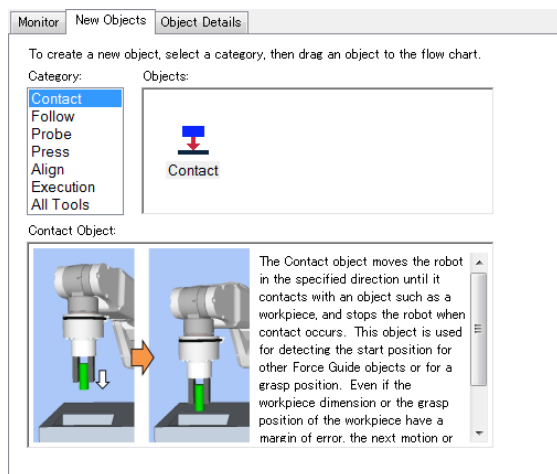 Monitor New Objects Object Details
To create a new object, select a category, then drag an object to the flow chart.
Category: Objects:
Contact
Follow
Probe
Press
Align
Execution
All Tools
Contact
Contact Object:
The Contact object moves the robot
in the specified direction until it
contacts with an object such as a
workpiece, and stops the robot when
contact occurs.  This object is used
for detecting the start position for
other Force Guide objects or for a
grasp position.  Even if the
workpiece dimension or the grasp
position of the workpiece have a
margin of error, the next motion or